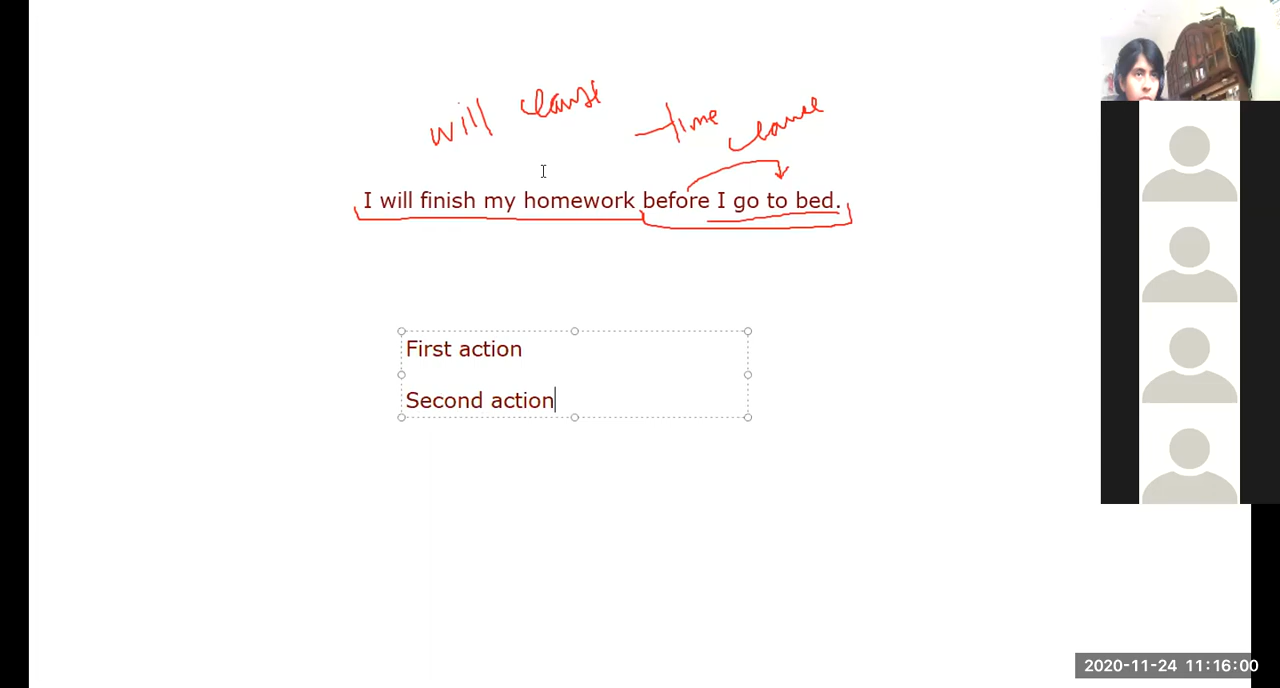 will clause
time clause
I will finish my homework before I go to bed.
First action
Second action
2020-11-24 11:16:00